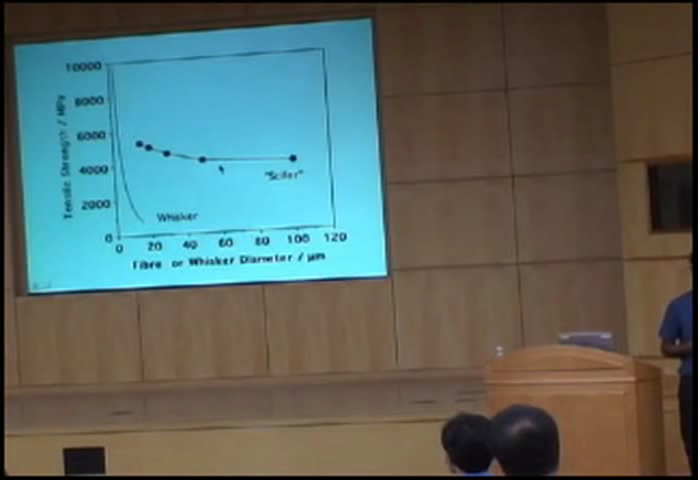 10000
8000
6000
4000
2000
0
Tensile Strength / MPa
"Scifer"
Whisker
0 20 40 60 80 100 120
Fibre or Whisker Diameter / µm